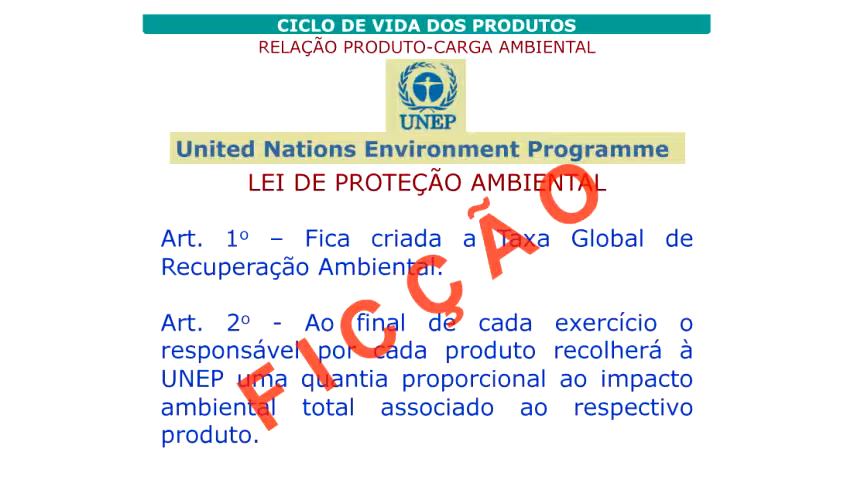 CICLO DE VIDA DOS PRODUTOS
RELAÇÃO PRODUTO-CARGA AMBIENTAL
UNEP
United Nations Environment Programme
LEI DE PROTEÇÃO AMBIENTAL
Art. 1º – Fica criada a Taxa Global de
Recuperação Ambiental.
Art. 2º - Ao final de cada exercício o
responsável por cada produto recolherá à
UNEP uma quantia proporcional ao impacto
ambiental total associado ao respectivo
produto.
FICÇÃO